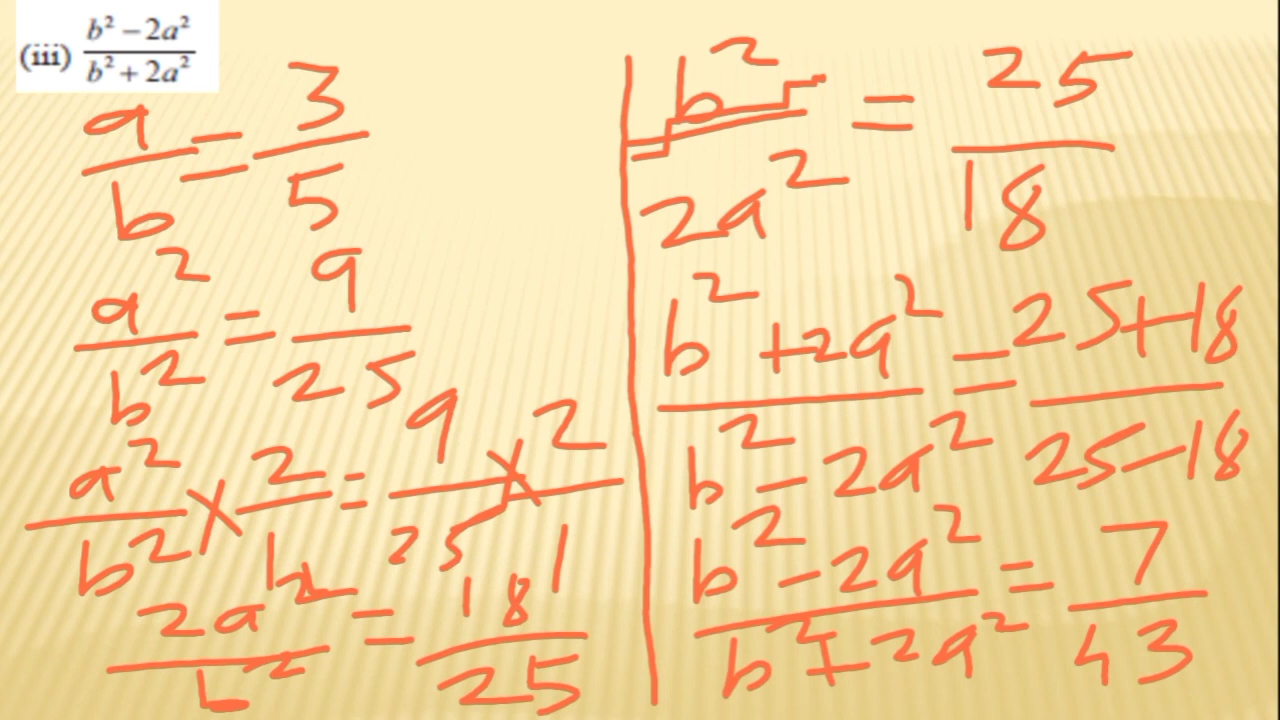 (iii) b² − 2a² / b² + 2a²
a/b = 3/5
a²/b² = 9/25
a²/b² × 2/1 = 9/25 × 2/1
2a²/b² = 18/25
b²/2a² = 25/18
b² + 2a² / b² − 2a² = 25 + 18 / 25 − 18
b² − 2a² / b² + 2a² = 7/43